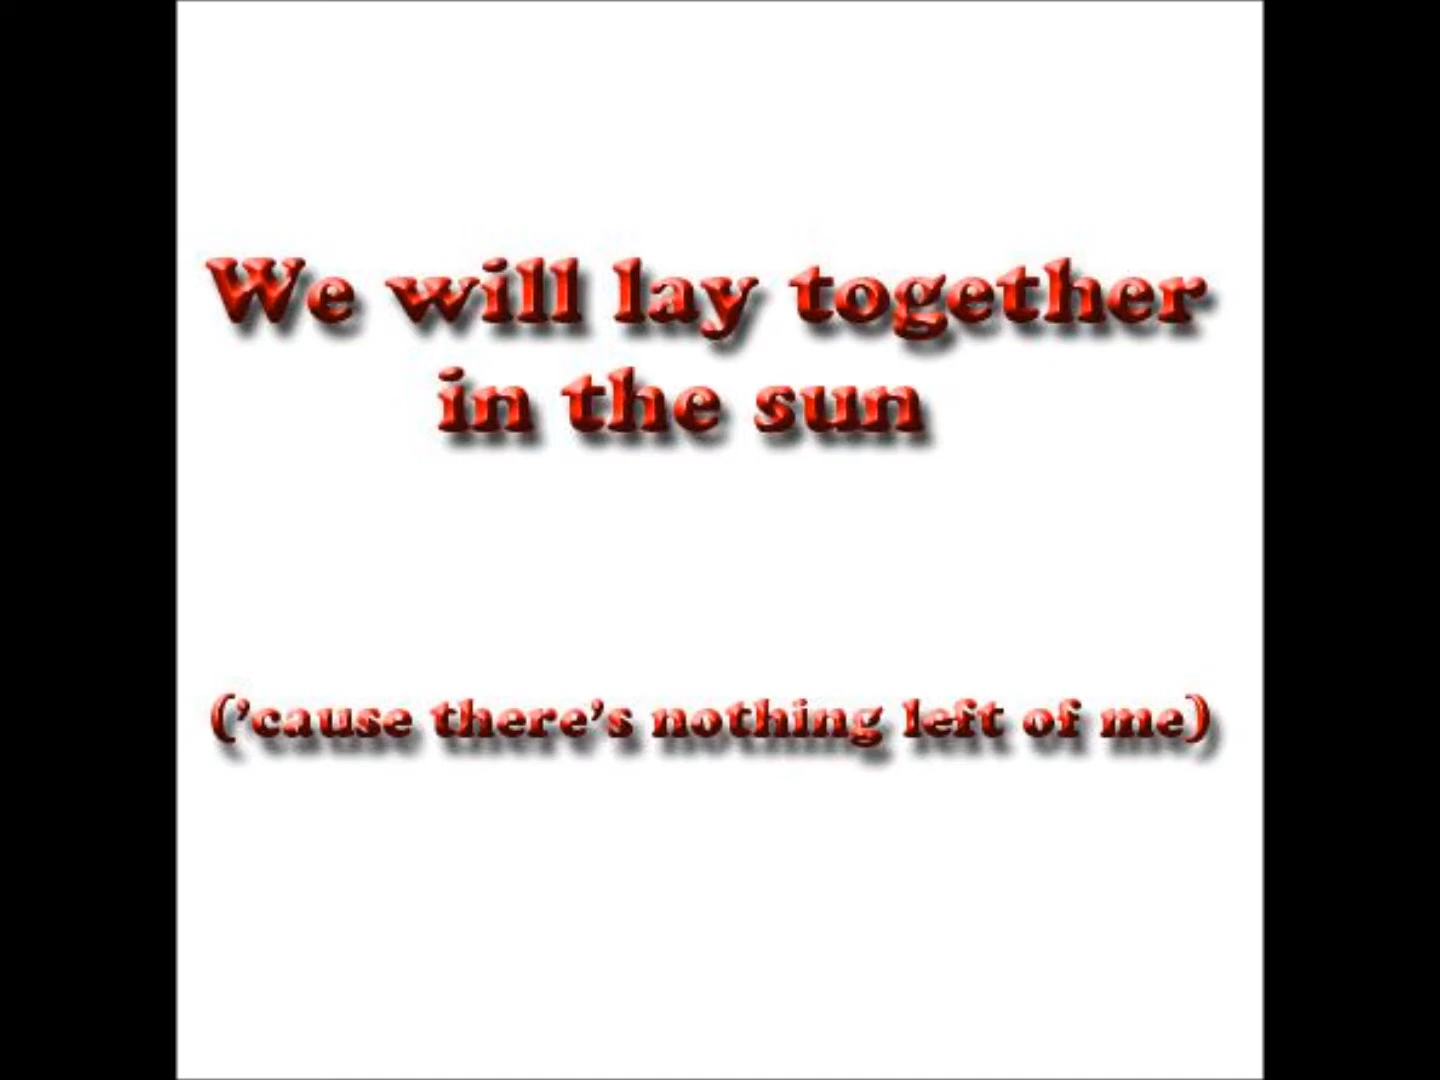 We will lay together
in the sun
('cause there's nothing left of me)